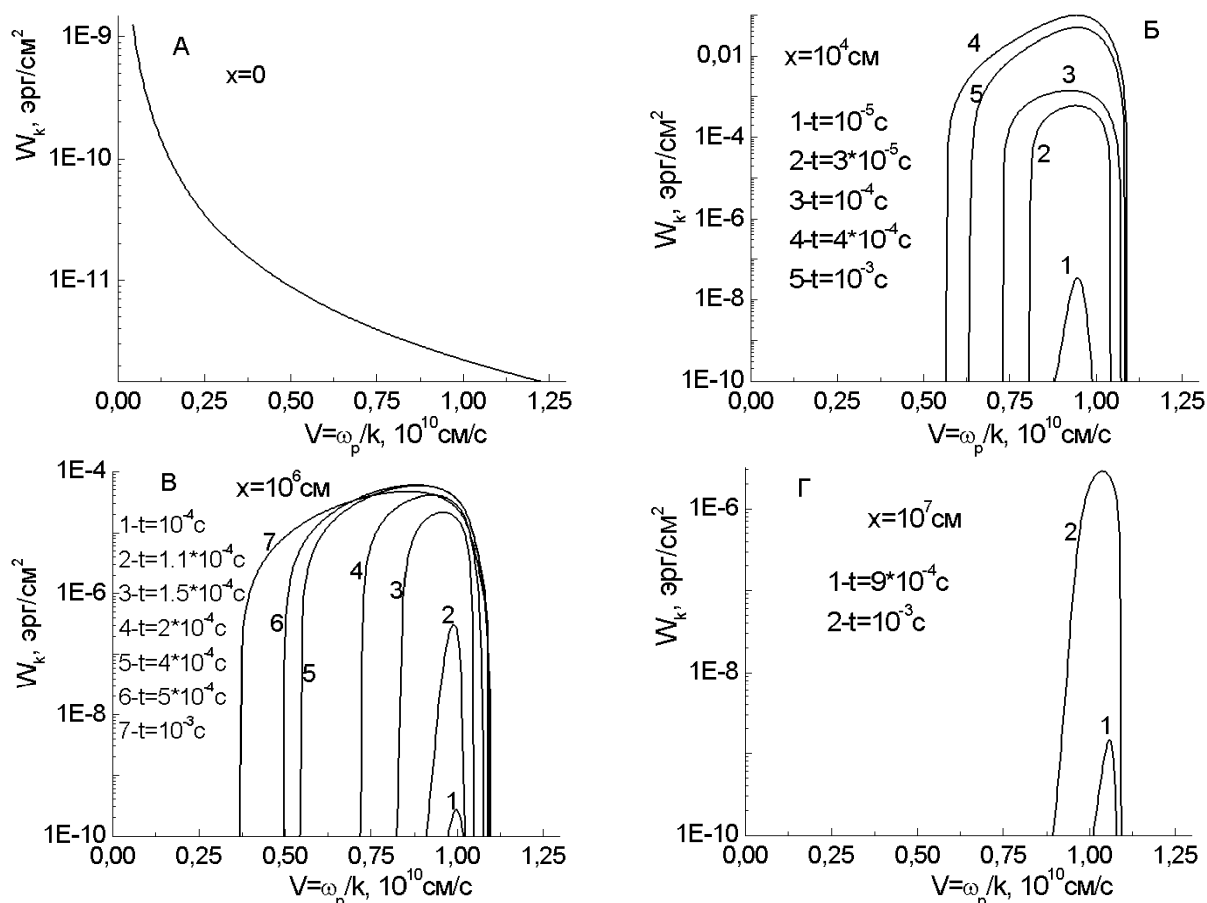 А
x=0
W_k, эрг/см²
1E-9
1E-10
1E-11
0,00 0,25 0,50 0,75 1,00 1,25
V=ω_p/k, 10¹⁰см/с
Б
x=10⁴см
W_k, эрг/см²
0,01
1E-4
1E-6
1E-8
1E-10
1-t=10⁻⁵с
2-t=3*10⁻⁵с
3-t=10⁻⁴с
4-t=4*10⁻⁴с
5-t=10⁻³с
4
5
3
2
1
0,00 0,25 0,50 0,75 1,00 1,25
V=ω_p/k, 10¹⁰см/с
В
x=10⁶см
W_k, эрг/см²
1E-4
1E-6
1E-8
1E-10
1-t=10⁻⁴с
2-t=1.1*10⁻⁴с
3-t=1.5*10⁻⁴с
4-t=2*10⁻⁴с
5-t=4*10⁻⁴с
6-t=5*10⁻⁴с
7-t=10⁻³с
7
6
5
4
3
2
1
0,00 0,25 0,50 0,75 1,00 1,25
V=ω_p/k, 10¹⁰см/с
Г
x=10⁷см
W_k, эрг/см²
1E-6
1E-8
1E-10
1-t=9*10⁻⁴с
2-t=10⁻³с
2
1
0,00 0,25 0,50 0,75 1,00 1,25
V=ω_p/k, 10¹⁰см/с